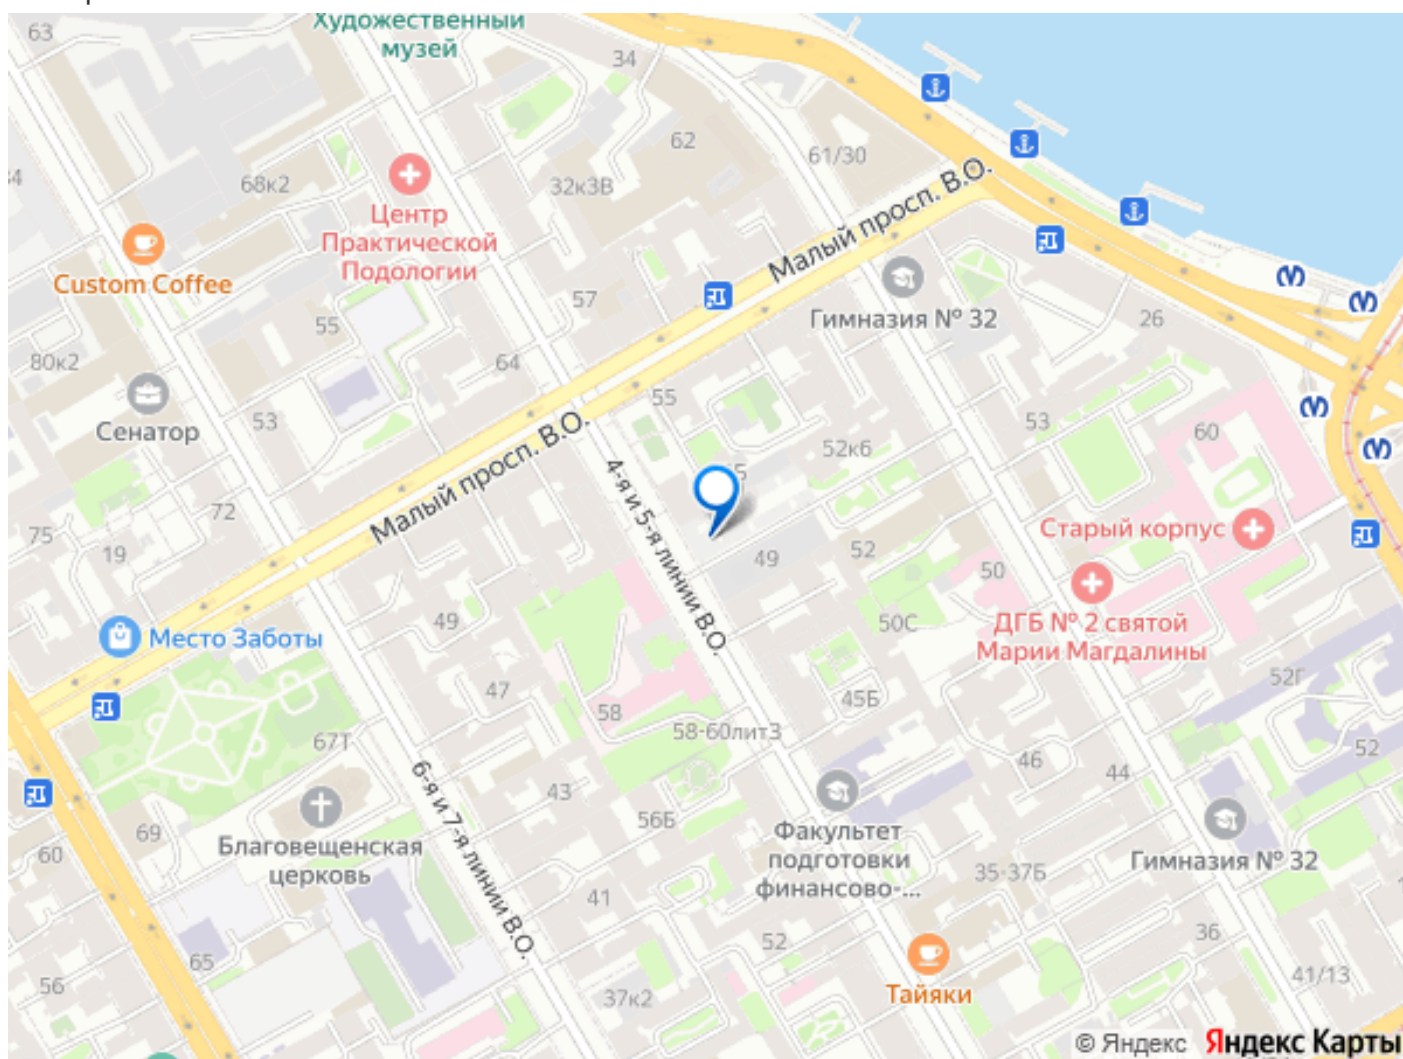 Художественный
музей
63
34
62
61/30
68к2
32к3В
Центр
Практической
Подологии
Малый просп. В.О.
Custom Coffee
57
55
Гимназия № 32
26
80к2
64
Сенатор
53
55
53
60
52к6
Малый просп. В.О.
4-я и 5-я линии В.О.
72
75
19
Старый корпус
49
52
50
49
50С
ДГБ № 2 святой
Марии Магдалины
Место Заботы
47
58
45Б
52Г
58-60лит3
67Т
46
44
52
6-я и 7-я линии В.О.
43
56Б
69
60
Благовещенская
церковь
Факультет
подготовки
финансово-...
35-37Б
Гимназия № 32
41
36
52
65
56
37к2
Тайяки
41/13
© Яндекс Яндекс Карты